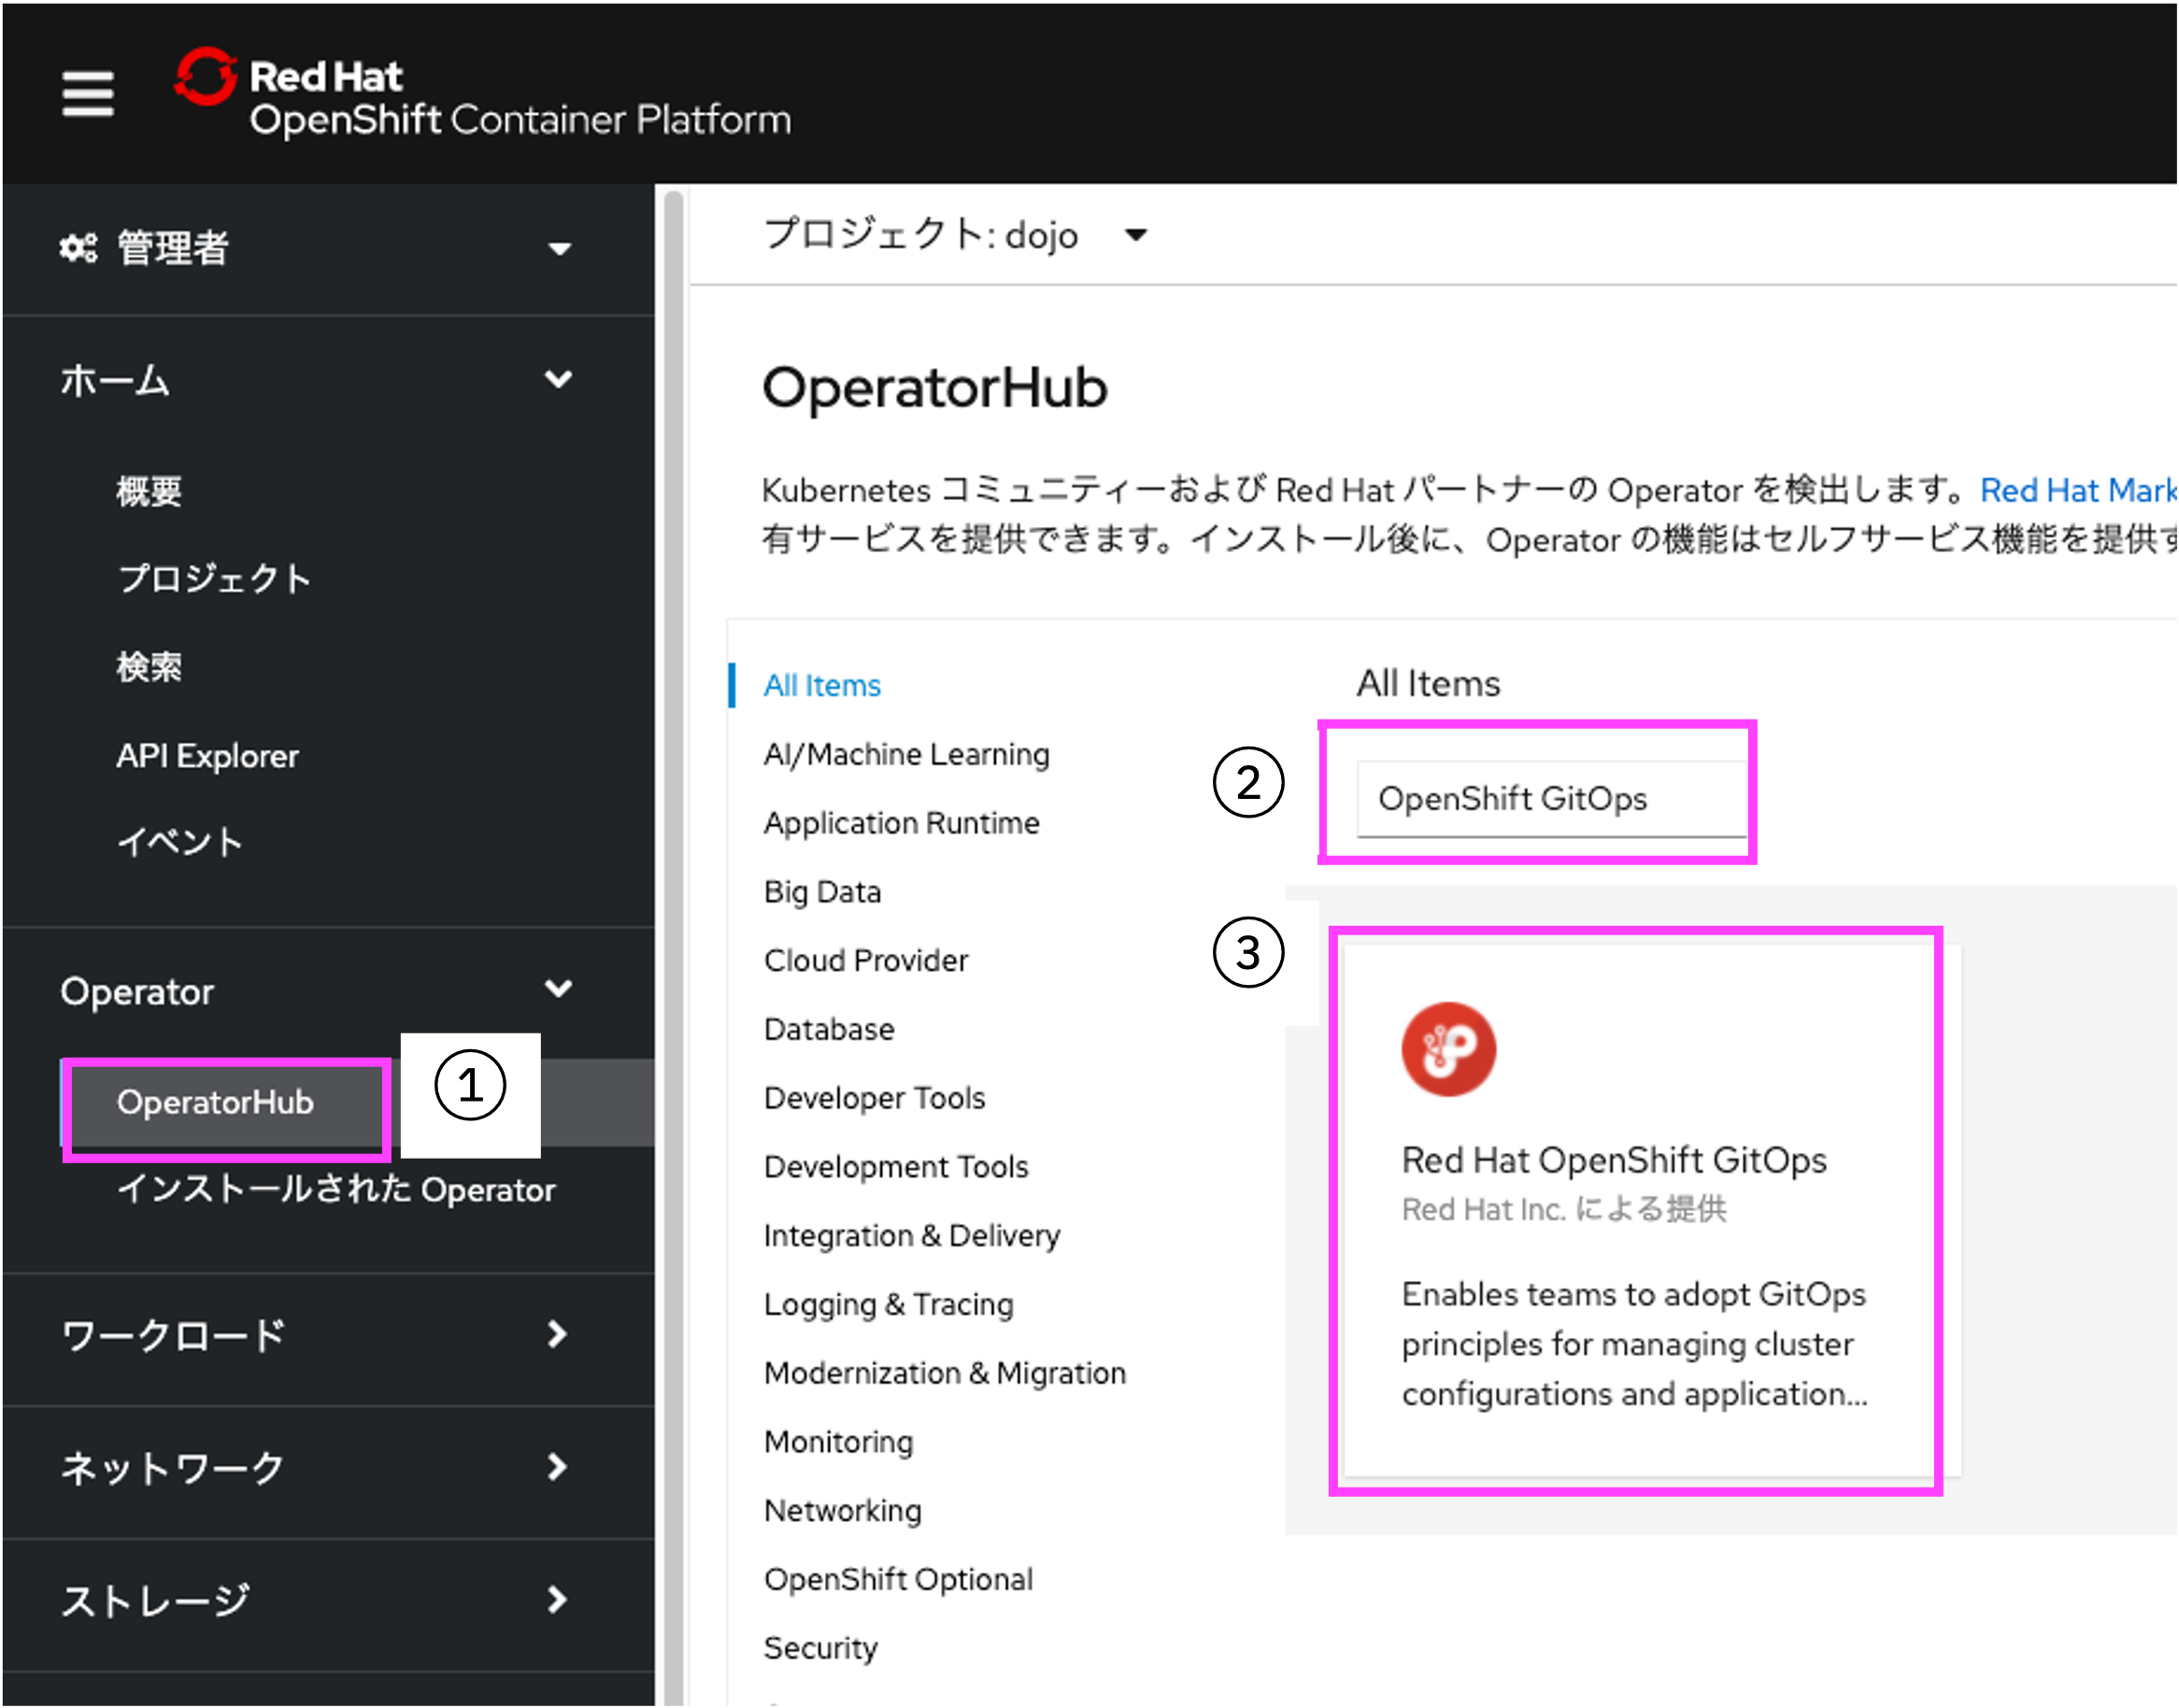 Red Hat
OpenShift Container Platform
管理者
ホーム
概要
プロジェクト
検索
API Explorer
イベント
Operator
OperatorHub
①
インストールされた Operator
ワークロード
ネットワーク
ストレージ
プロジェクト: dojo
OperatorHub
Kubernetes コミュニティーおよび Red Hat パートナーの Operator を検出します。Red Hat Mark
有サービスを提供できます。インストール後に、Operator の機能はセルフサービス機能を提供す
All Items
AI/Machine Learning
Application Runtime
Big Data
Cloud Provider
Database
Developer Tools
Development Tools
Integration & Delivery
Logging & Tracing
Modernization & Migration
Monitoring
Networking
OpenShift Optional
Security
All Items
②
OpenShift GitOps
③
Red Hat OpenShift GitOps
Red Hat Inc. による提供
Enables teams to adopt GitOps
principles for managing cluster
configurations and application...